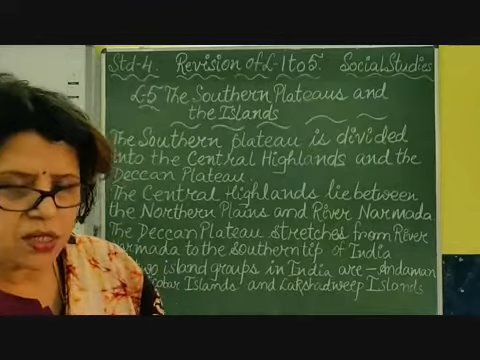 Std-4. Revision of L-1 to 5. Social Studies
L-5 The Southern Plateaus and
the Islands
The Southern plateau is divided
into the Central Highlands and the
Deccan Plateau.
The Central Highlands lie between
the Northern Plains and River Narmada.
The Deccan Plateau stretches from River
armada to the southern tip of India
wo island groups in India are - Andaman
cobar Islands and Lakshadweep Islands